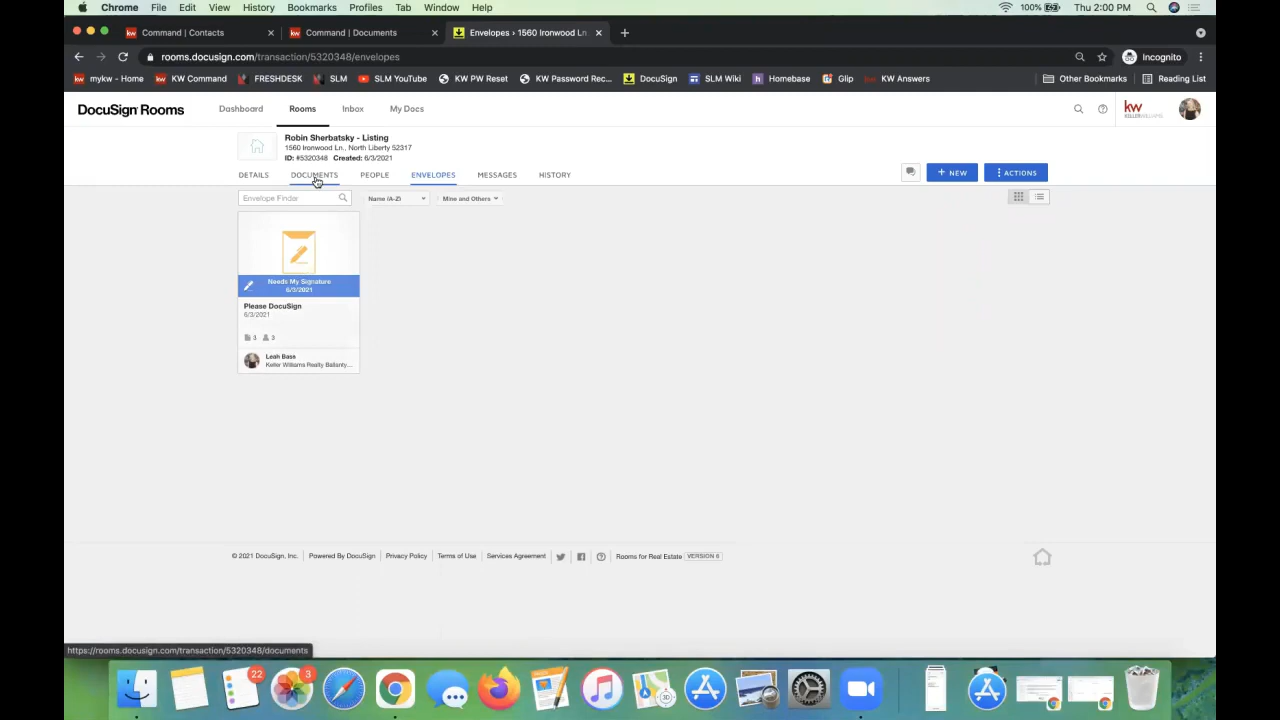 Chrome File Edit View History Bookmarks Profiles Tab Window Help 100% Thu 2:00 PM
Command | Contacts Command | Documents Envelopes › 1560 Ironwood Ln
rooms.docusign.com/transaction/5320348/envelopes Incognito
mykw - Home KW Command FRESHDESK SLM SLM YouTube KW PW Reset KW Password Rec... DocuSign SLM Wiki Homebase Glip KW Answers Other Bookmarks Reading List
DocuSign Rooms Dashboard Rooms Inbox My Docs kw
KELLERWILLIAMS
Robin Sherbatsky - Listing
1560 Ironwood Ln., North Liberty 52317
ID: #5320348 Created: 6/3/2021
DETAILS DOCUMENTS PEOPLE ENVELOPES MESSAGES HISTORY + NEW ACTIONS
Envelope Finder Name (A-Z) Mine and Others
Needs My Signature
6/3/2021
Please DocuSign
6/3/2021
3 3
Leah Bass
Keller Williams Realty Ballanty...
© 2021 DocuSign, Inc. Powered By DocuSign Privacy Policy Terms of Use Services Agreement Rooms for Real Estate VERSION 6
https://rooms.docusign.com/transaction/5320348/documents
22 3
3D